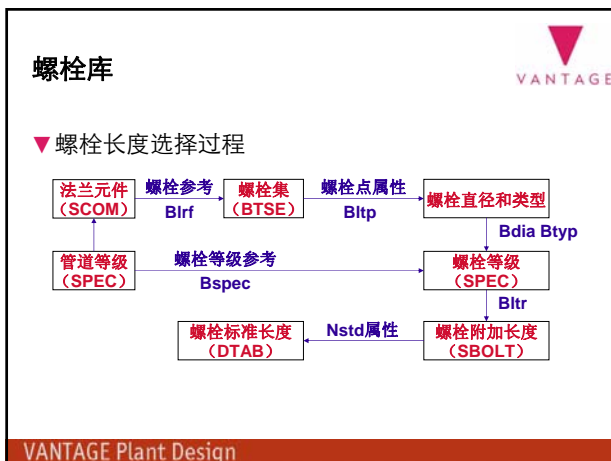 螺栓库
VANTAGE
螺栓长度选择过程
法兰元件
（SCOM）
螺栓参考
Blrf
螺栓集
（BTSE）
螺栓点属性
Bltp
螺栓直径和类型
Bdia Btyp
管道等级
（SPEC）
螺栓等级参考
Bspec
螺栓等级
（SPEC）
Bltr
螺栓标准长度
（DTAB）
Nstd属性
螺栓附加长度
（SBOLT）
VANTAGE Plant Design